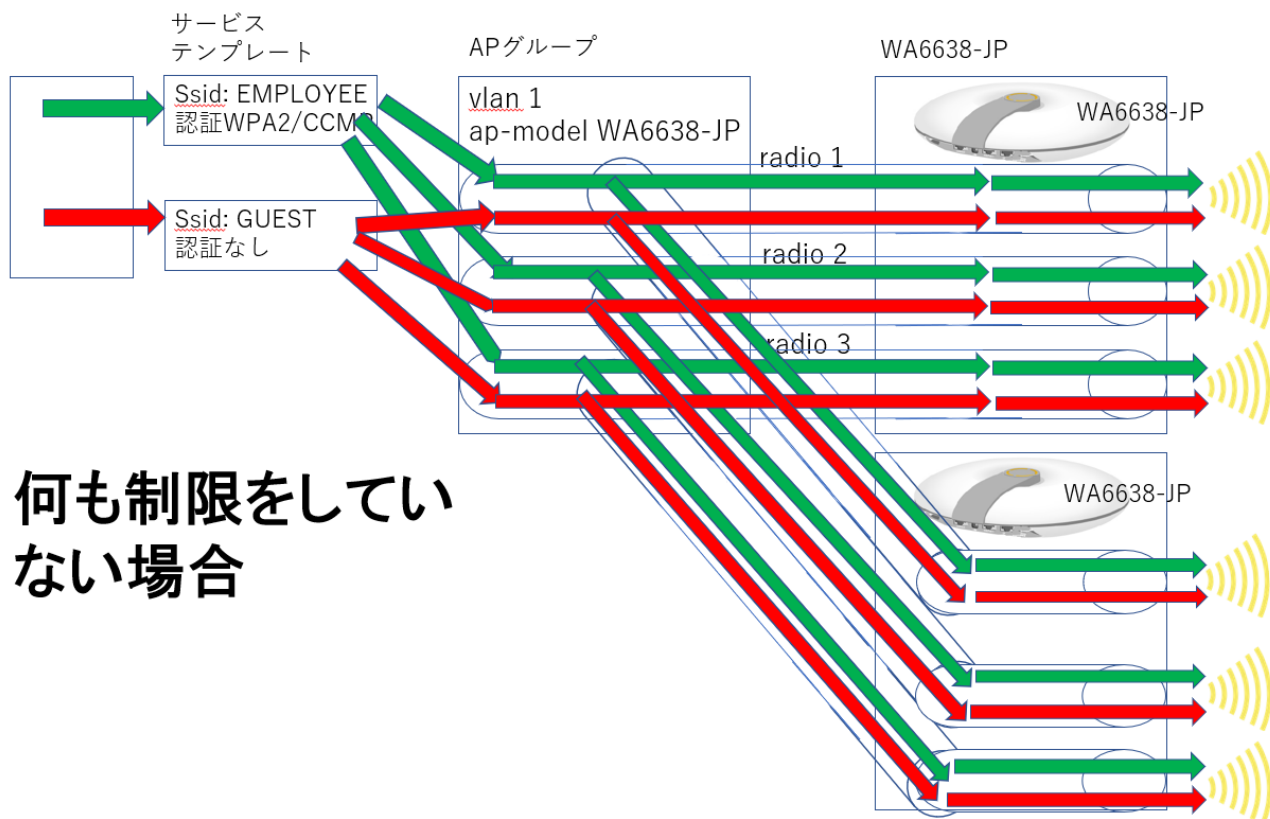 サービス
テンプレート
APグループ
WA6638-JP
Ssid: EMPLOYEE
認証WPA2/CCMP
vlan 1
ap-model WA6638-JP
WA6638-JP
radio 1
Ssid: GUEST
認証なし
radio 2
radio 3
何も制限をしてい
ない場合
WA6638-JP